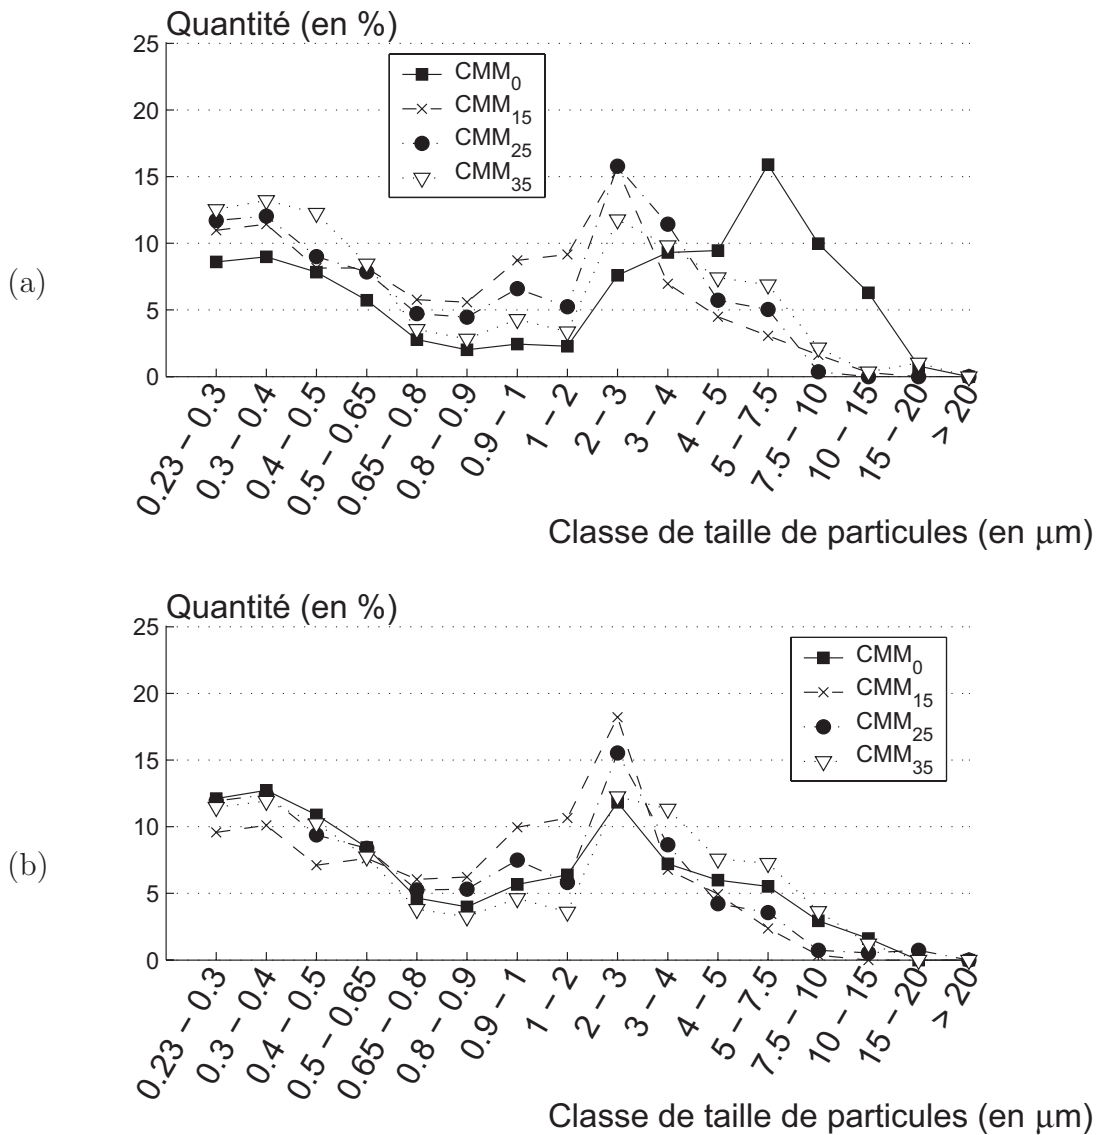 Quantité (en %)
25
20
15
10
5
0
CMM0
CMM15
CMM25
CMM35
(a)
0.23 – 0.3
0.3 – 0.4
0.4 – 0.5
0.5 – 0.65
0.65 – 0.8
0.8 – 0.9
0.9 – 1
1 – 2
2 – 3
3 – 4
4 – 5
5 – 7.5
7.5 – 10
10 – 15
15 – 20
> 20
Classe de taille de particules (en μm)
Quantité (en %)
25
20
15
10
5
0
CMM0
CMM15
CMM25
CMM35
(b)
0.23 – 0.3
0.3 – 0.4
0.4 – 0.5
0.5 – 0.65
0.65 – 0.8
0.8 – 0.9
0.9 – 1
1 – 2
2 – 3
3 – 4
4 – 5
5 – 7.5
7.5 – 10
10 – 15
15 – 20
> 20
Classe de taille de particules (en μm)